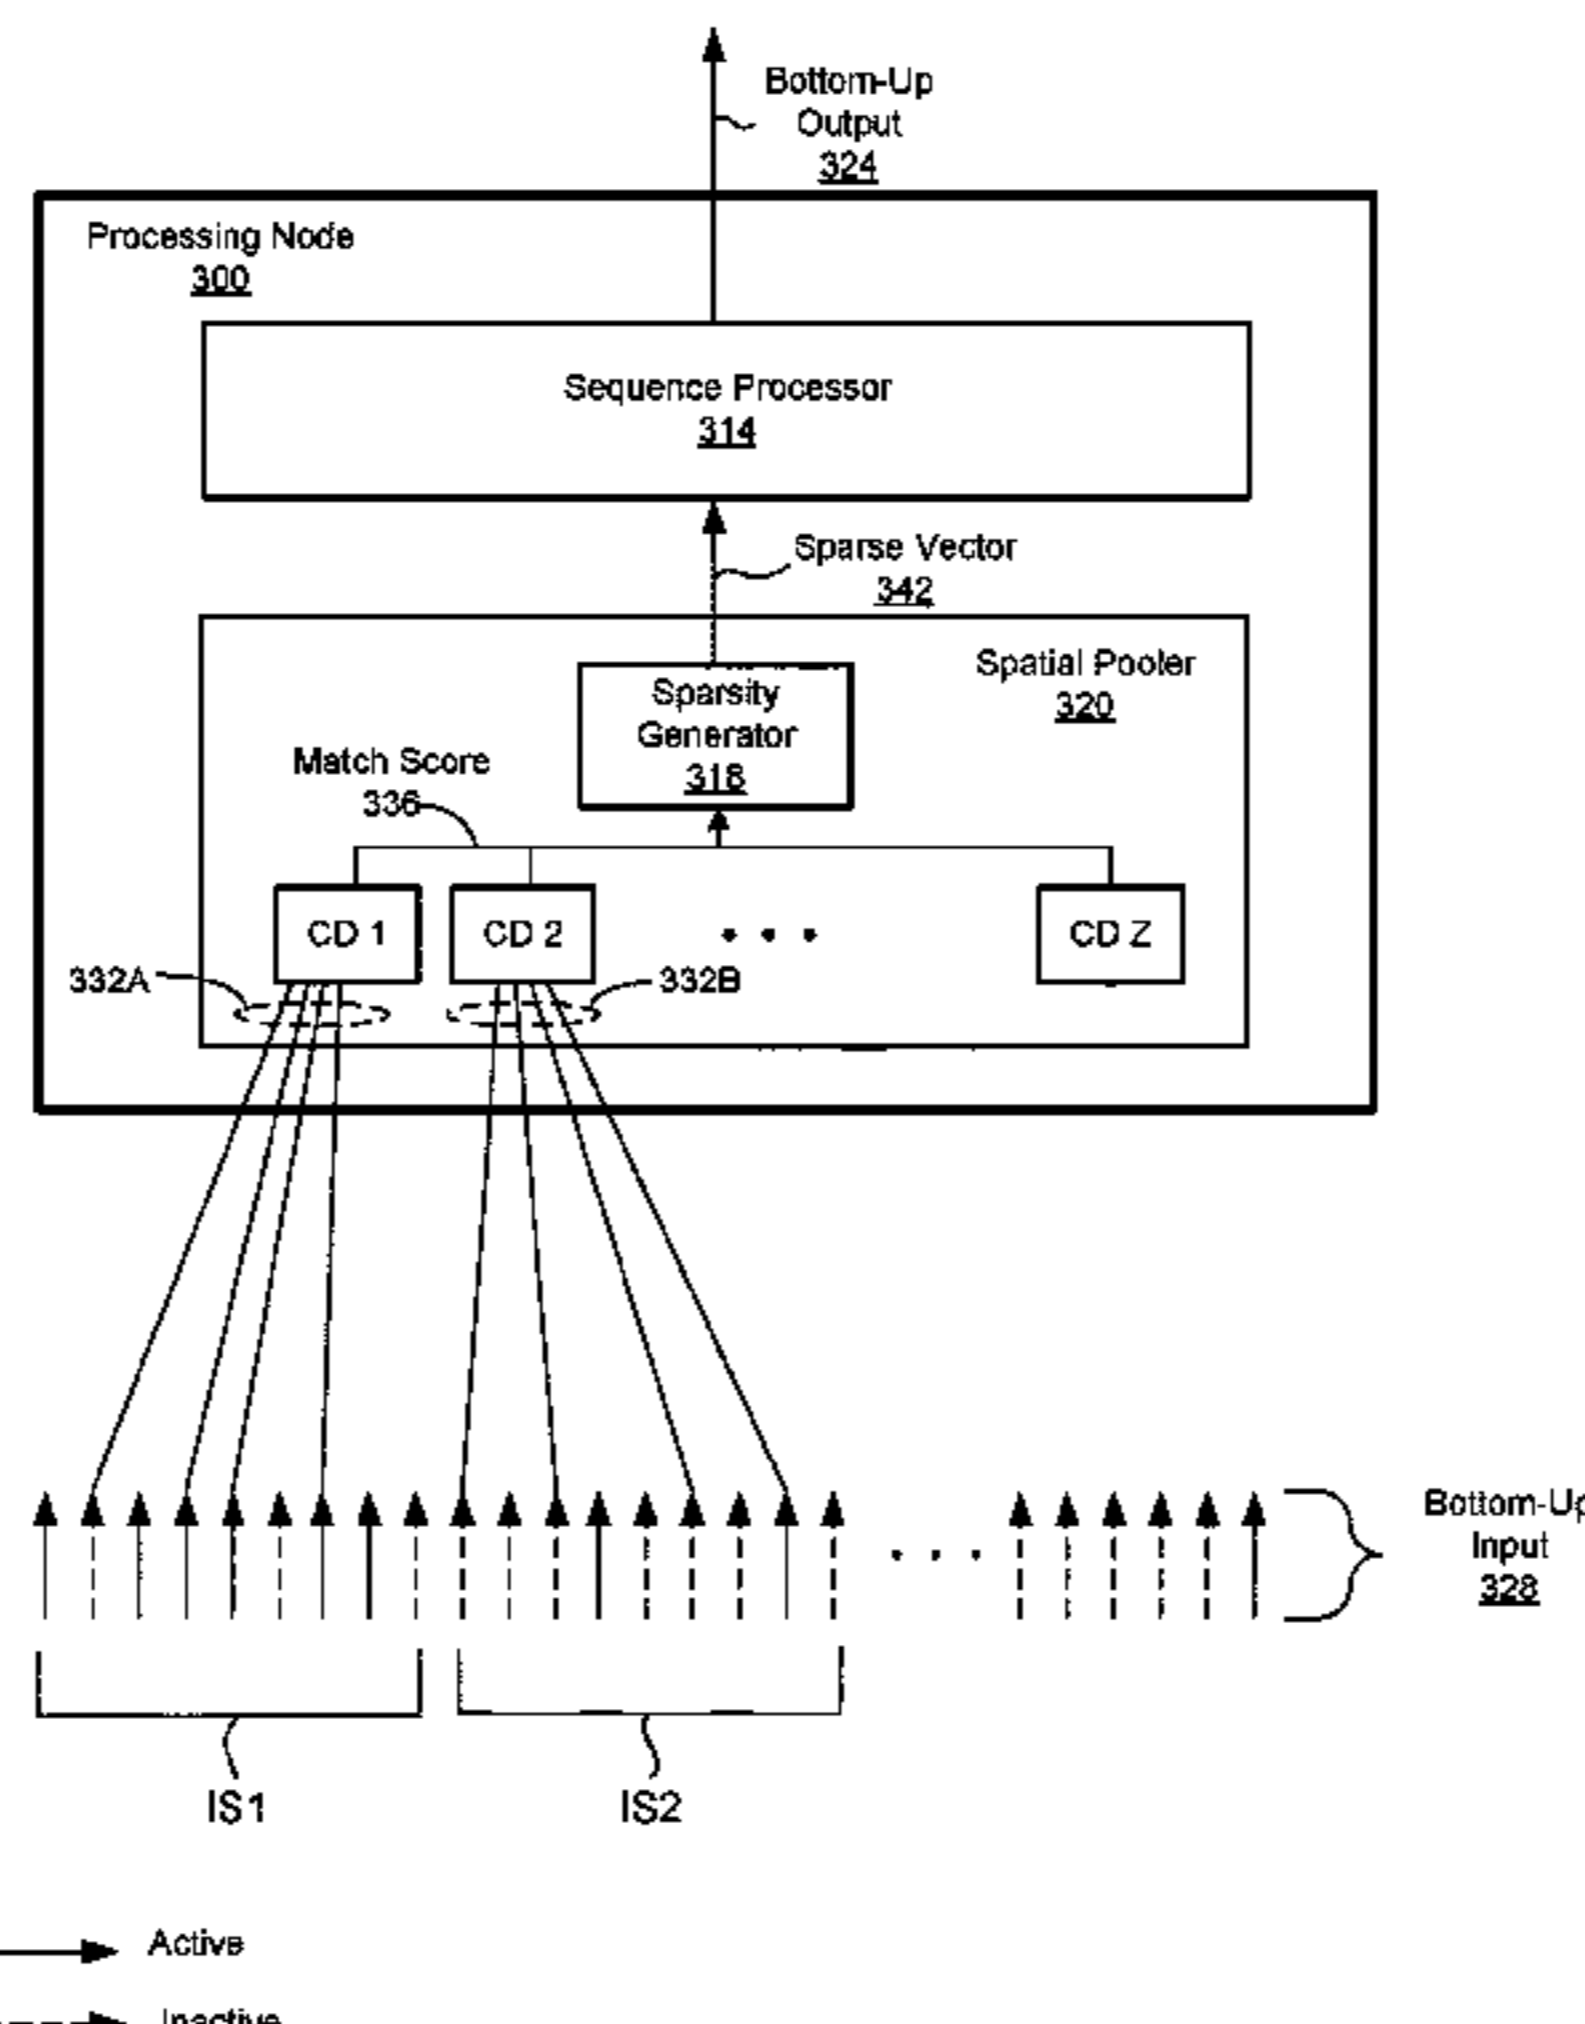 Bottom-Up
Output
324
Processing Node
300
Sequence Processor
314
Sparse Vector
342
Spatial Pooler
320
Sparsity
Generator
318
Match Score
336
CD 1
CD 2
• • •
CD Z
332A
332B
• • •
Bottom-Up
Input
328
IS1
IS2
Active
Inactive